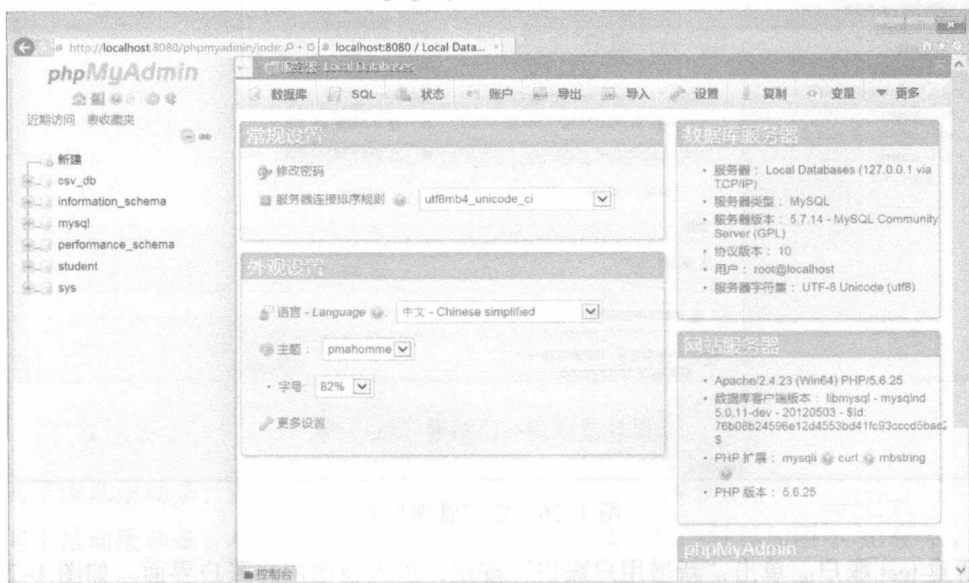 http://localhost:8080/phpmyadmin/inde
localhost:8080 / Local Data...
phpMyAdmin
近期访问 表收藏夹
新建
csv_db
information_schema
mysql
performance_schema
student
sys
服务器: Local Databases
数据库 SQL 状态 账户 导出 导入 设置 复制 变量 更多
常规设置
修改密码
服务器连接排序规则 : utf8mb4_unicode_ci
外观设置
语言 - Language : 中文 - Chinese simplified
主题： pmahomme
• 字号: 82%
更多设置
控制台
数据库服务器
• 服务器： Local Databases (127.0.0.1 via
TCP/IP)
• 服务器类型： MySQL
• 服务器版本： 5.7.14 - MySQL Community
Server (GPL)
• 协议版本： 10
• 用户： root@localhost
• 服务器字符集： UTF-8 Unicode (utf8)
网站服务器
• Apache/2.4.23 (Win64) PHP/5.6.25
• 数据库客户端版本： libmysql - mysqlnd
5.0.11-dev - 20120503 - $Id:
76b08b24596e12d4553bd41fc93cccd5bac2
$
• PHP 扩展： mysqli curl mbstring
• PHP 版本： 5.6.25
phpMyAdmin